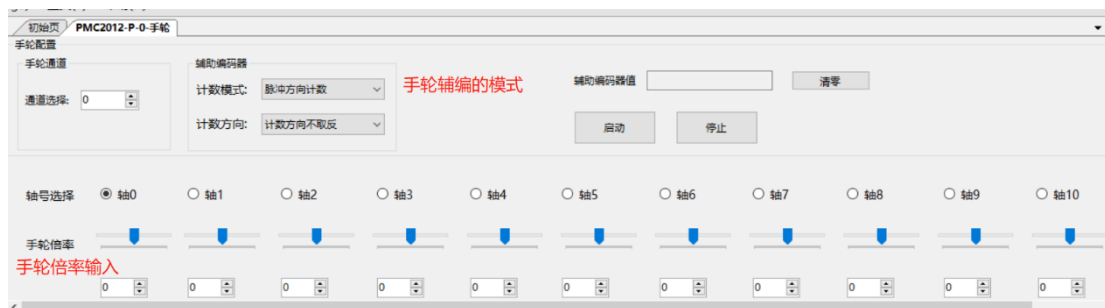 初始页 PMC2012-P-0-手轮
手轮配置
手轮通道 辅助编码器
计数模式: 脉冲方向计数 手轮辅编的模式 辅助编码器值 清零
通道选择: 0
计数方向: 计数方向不取反 启动 停止
轴号选择 轴0 轴1 轴2 轴3 轴4 轴5 轴6 轴7 轴8 轴9 轴10
手轮倍率
手轮倍率输入
0 0 0 0 0 0 0 0 0 0 0